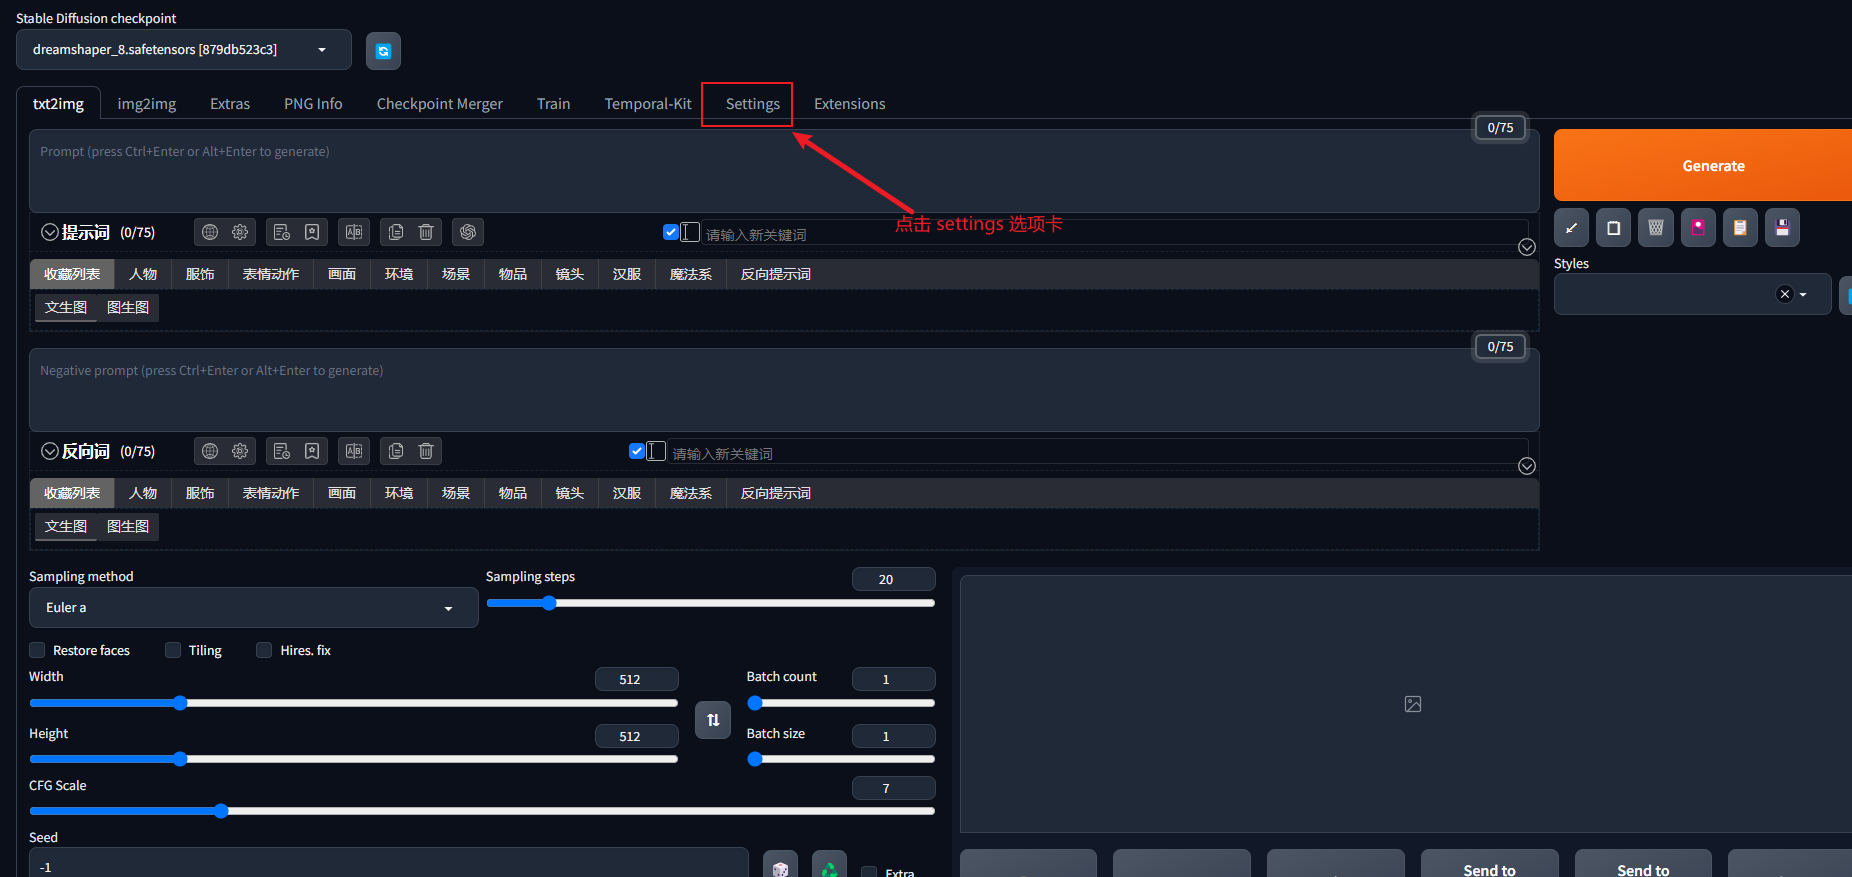 Stable Diffusion checkpoint
dreamshaper_8.safetensors [879db523c3]
txt2img img2img Extras PNG Info Checkpoint Merger Train Temporal-Kit Settings Extensions
0/75
Prompt (press Ctrl+Enter or Alt+Enter to generate)
Generate
点击 settings 选项卡
提示词 (0/75) 请输入新关键词
Styles
收藏列表 人物 服饰 表情动作 画面 环境 场景 物品 镜头 汉服 魔法系 反向提示词
文生图 图生图
0/75
Negative prompt (press Ctrl+Enter or Alt+Enter to generate)
反向词 (0/75) 请输入新关键词
收藏列表 人物 服饰 表情动作 画面 环境 场景 物品 镜头 汉服 魔法系 反向提示词
文生图 图生图
Sampling method Sampling steps 20
Euler a
Restore faces Tiling Hires. fix
Width 512 Batch count 1
Height 512 Batch size 1
CFG Scale 7
Seed
-1 Extra
Send to Send to